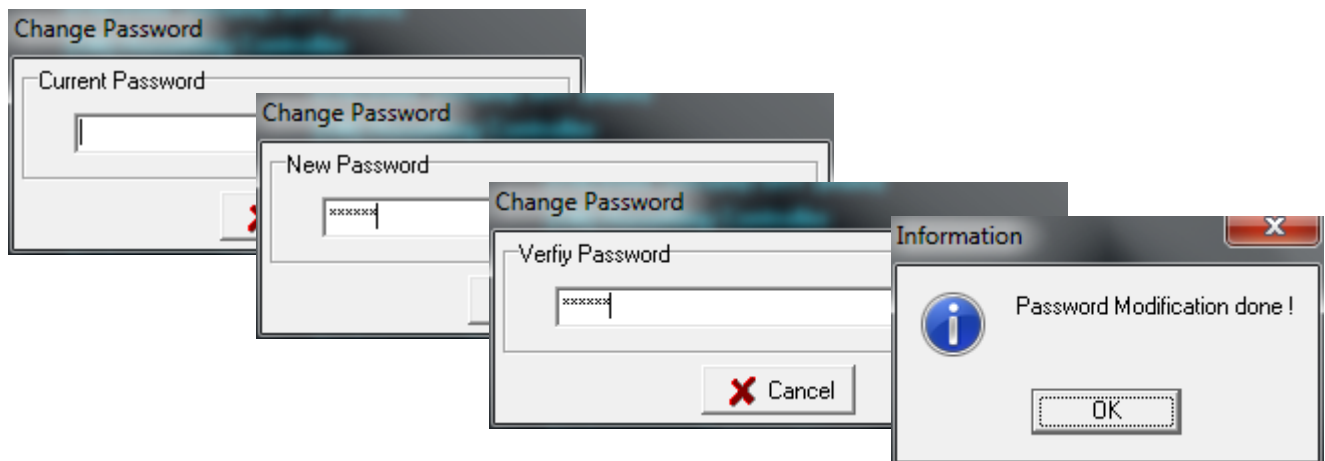 Change Password
Current Password
Change Password
New Password
******
Change Password
Verfiy Password
******
Cancel
Information
Password Modification done !
OK